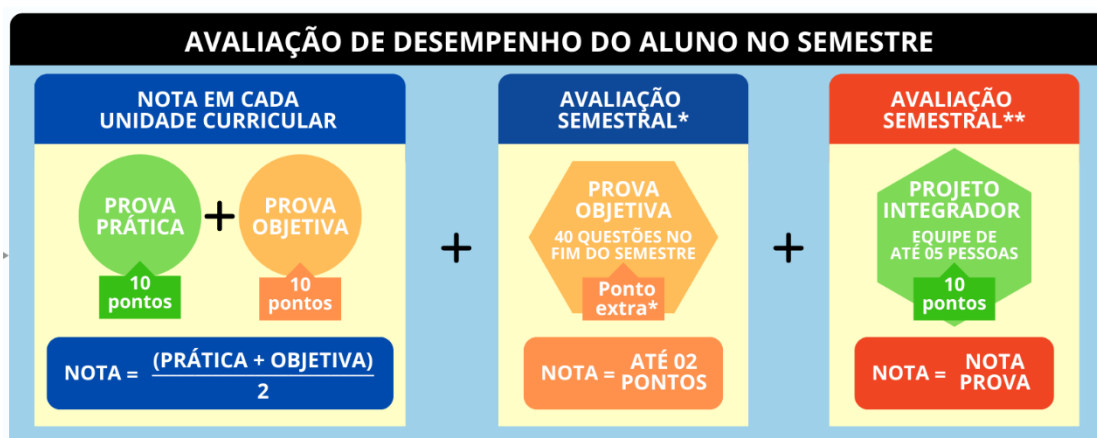 AVALIAÇÃO DE DESEMPENHO DO ALUNO NO SEMESTRE
NOTA EM CADA
UNIDADE CURRICULAR
PROVA
PRÁTICA
+
PROVA
OBJETIVA
10
pontos
10
pontos
NOTA = (PRÁTICA + OBJETIVA)
2
+
AVALIAÇÃO
SEMESTRAL*
PROVA
OBJETIVA
40 QUESTÕES NO
FIM DO SEMESTRE
Ponto
extra*
NOTA = ATÉ 02
PONTOS
+
AVALIAÇÃO
SEMESTRAL**
PROJETO
INTEGRADOR
EQUIPE DE
ATÉ 05 PESSOAS
10
pontos
NOTA = NOTA
PROVA